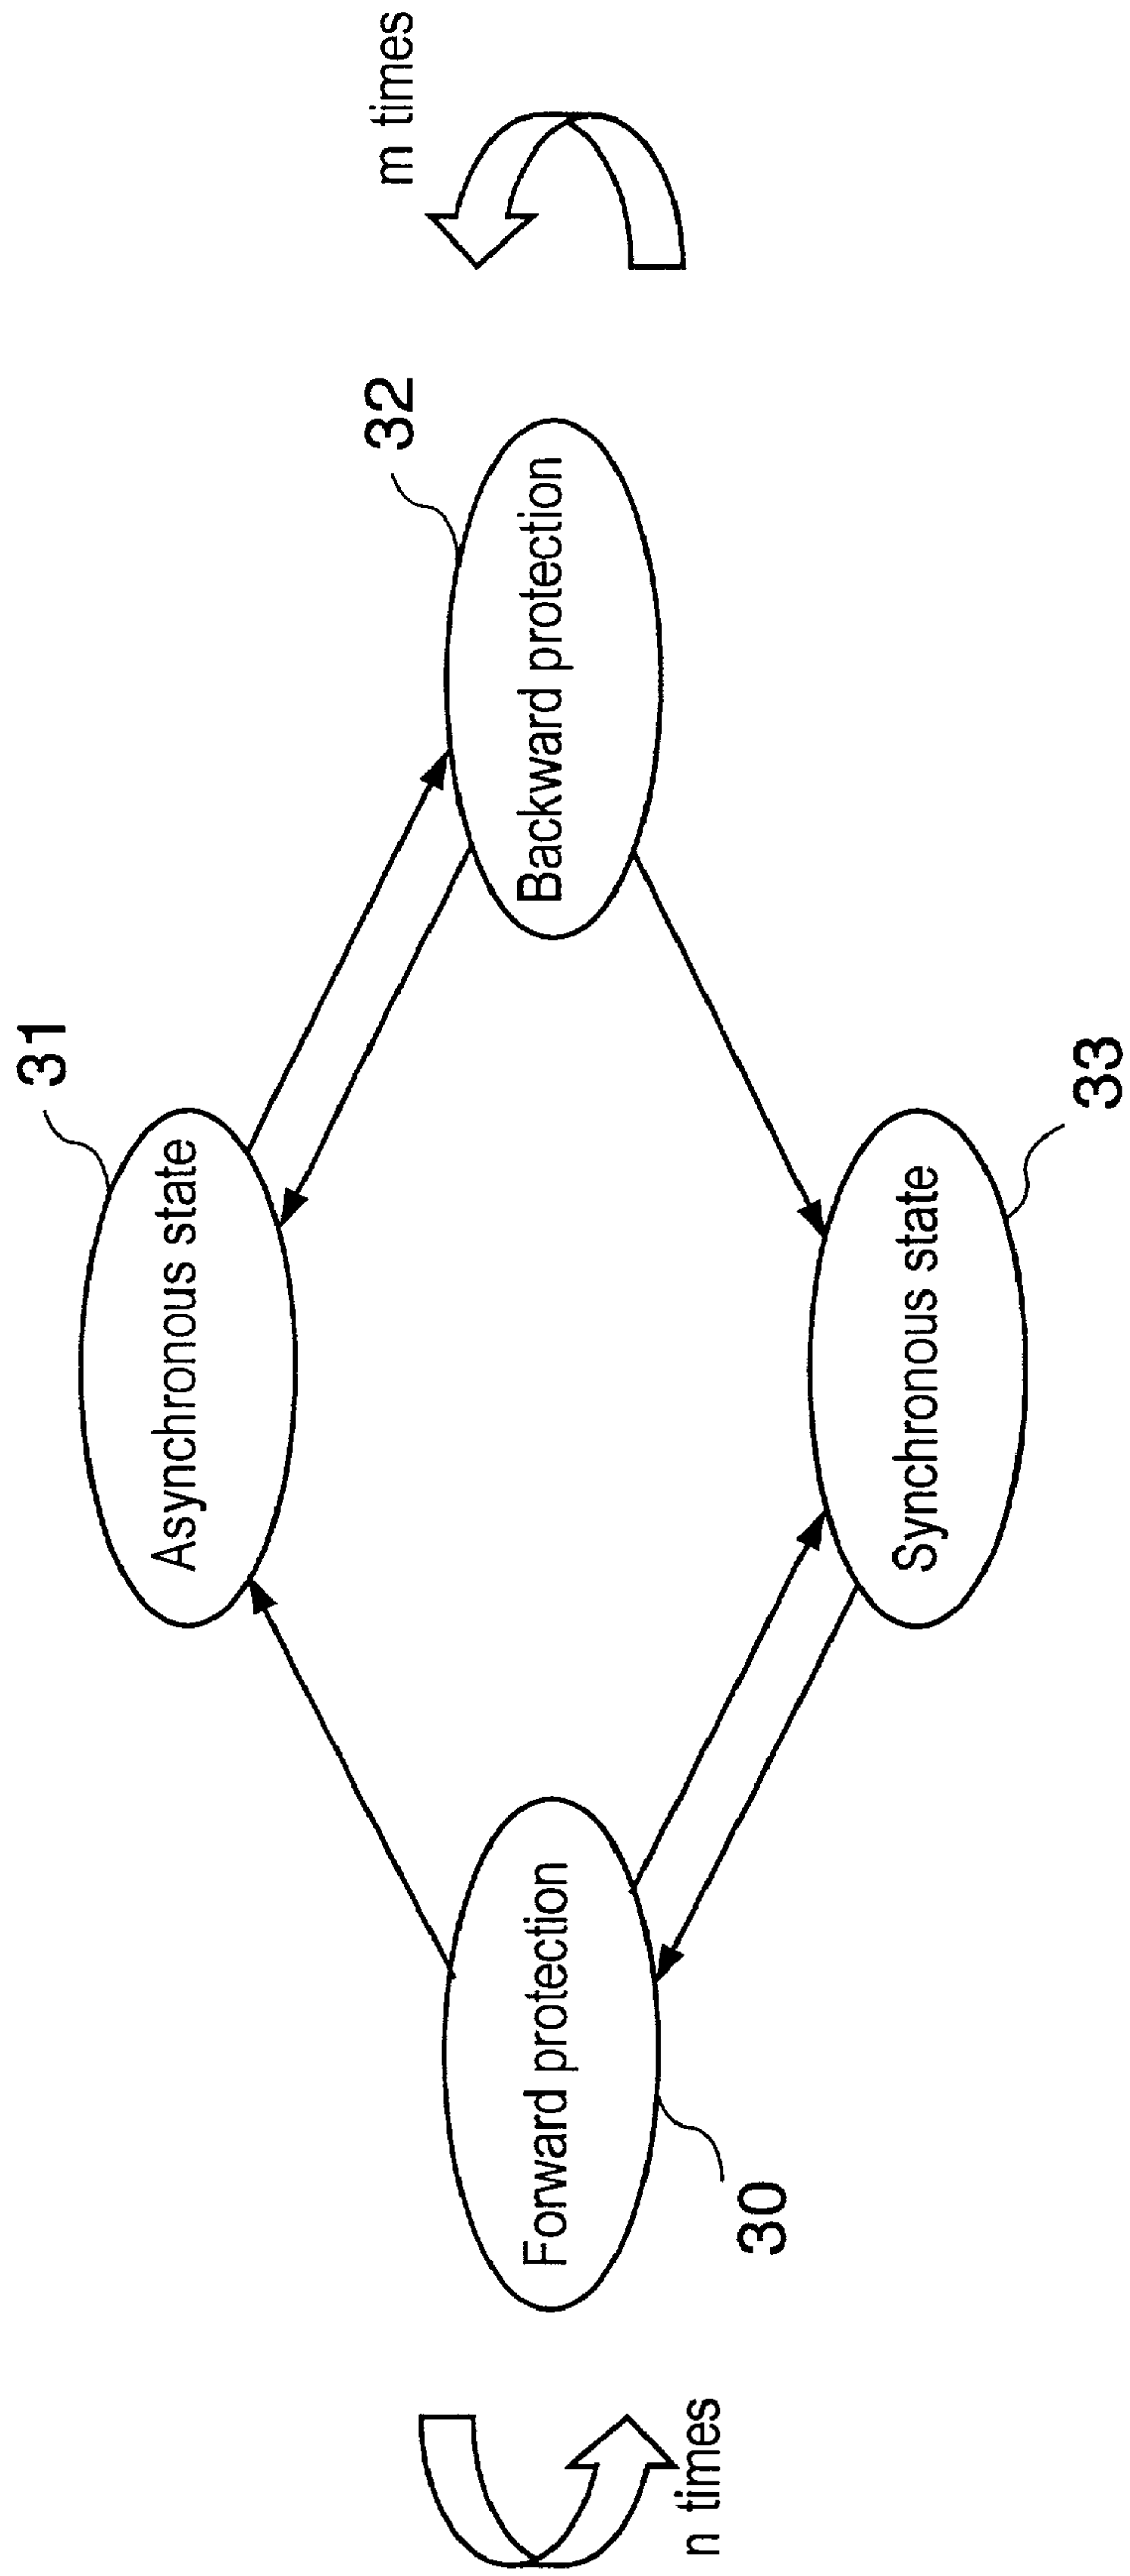 31
Asynchronous state
n times
Forward protection
30
32
Backward protection
m times
Synchronous state
33